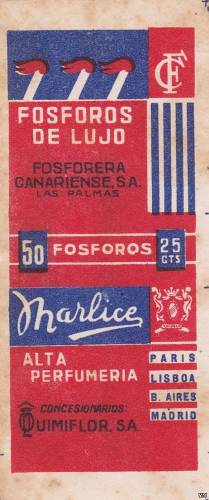 CF
FOSFOROS
DE LUJO
FOSFORERA
CANARIENSE, S.A.
LAS PALMAS
50 FOSFOROS 25 CTS
Marlice
ALTA
PERFUMERIA
PARIS
LISBOA
B. AIRES
MADRID
CONCESIONARIOS:
QUIMIFLOR, S.A.